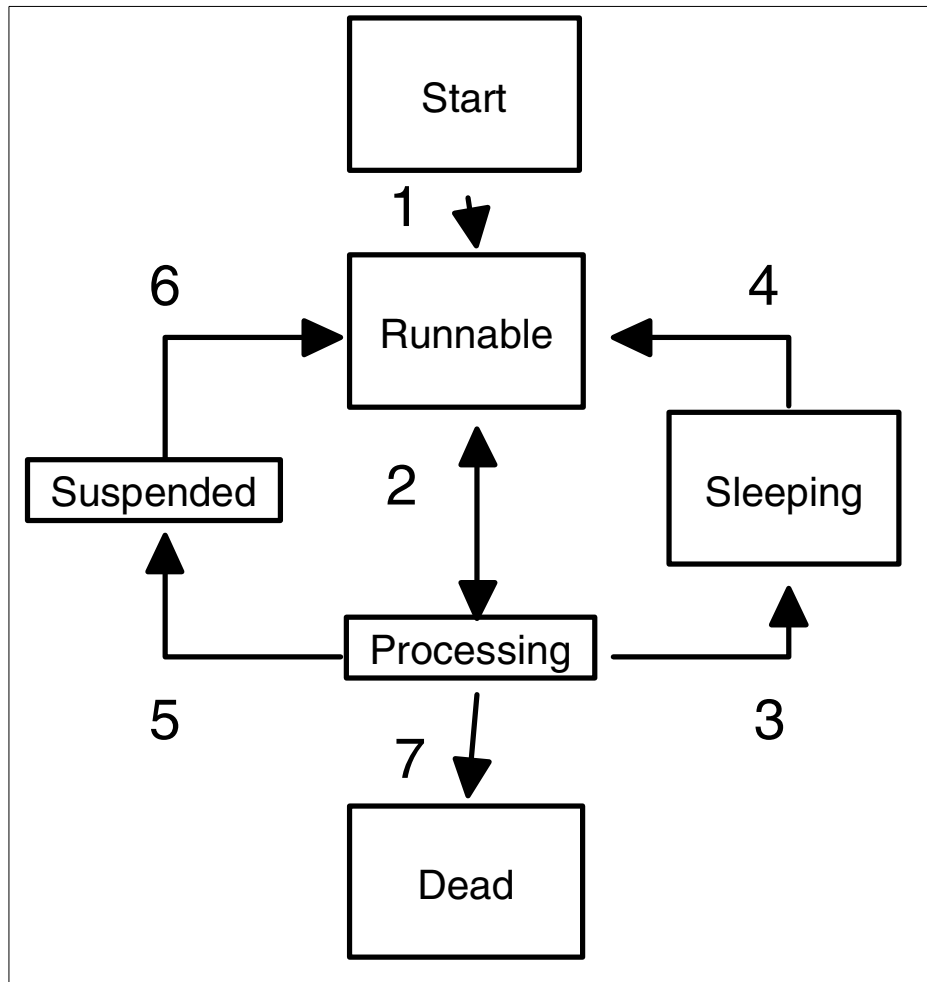 Start
1
6
4
Runnable
Suspended
2
Sleeping
Processing
5
3
7
Dead